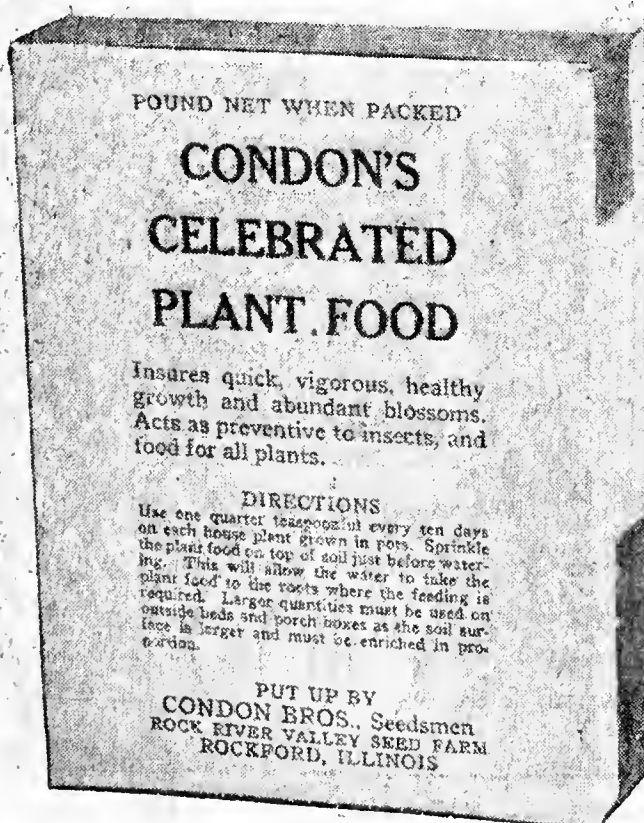 POUND NET WHEN PACKED
CONDON'S
CELEBRATED
PLANT FOOD
Insures quick, vigorous, healthy
growth and abundant blossoms.
Acts as preventive to insects, and
food for all plants.
DIRECTIONS
Use one quarter teaspoonful every ten days
on each house plant grown in pots. Sprinkle
the plant food on top of soil just before water-
ing. This will allow the water to take the
plant food to the roots where the feeding is
required. Larger quantities must be used on
outside beds and porch boxes as the soil sur-
face is larger and must be enriched in pro-
portion.
PUT UP BY
CONDON BROS., Seedsmen
ROCK RIVER VALLEY SEED FARM
ROCKFORD, ILLINOIS